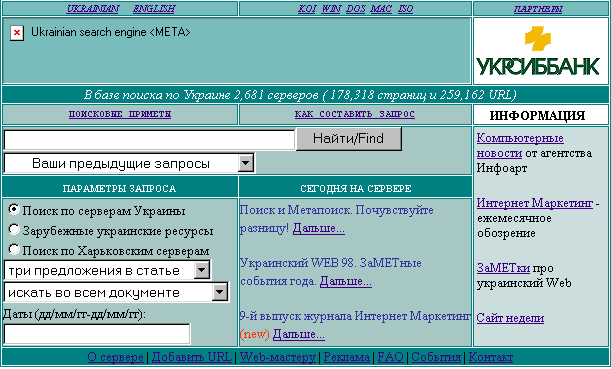 UKRAINIAN ENGLISH KOI WIN DOS MAC ISO ПАРТНЕРЫ
Ukrainian search engine <META>
УКРСИББАНК
В базе поиска по Украине 2,681 серверов ( 178,318 страниц и 259,162 URL)
ПОИСКОВЫЕ ПРИМЕТЫ КАК СОСТАВИТЬ ЗАПРОС ИНФОРМАЦИЯ
Найти/Find
Ваши предыдущие запросы
Компьютерные
новости от агентства
Инфоарт
Интернет Маркетинг -
ежемесячное
обозрение
ЗаМЕТки про
украинский Web
Сайт недели
ПАРАМЕТРЫ ЗАПРОСА
Поиск по серверам Украины
Зарубежные украинские ресурсы
Поиск по Харьковским серверам
три предложения в статье
искать во всем документе
Даты (дд/мм/гг-дд/мм/гг):
СЕГОДНЯ НА СЕРВЕРЕ
Поиск и Метапоиск. Почувствуйте
разницу! Дальше...
Украинский WEB 98. ЗаМЕТные
события года. Дальше...
9-й выпуск журнала Интернет Маркетинг
(new) Дальше...
О сервере | Добавить URL | Web-мастеру | Реклама | FAQ | События | Контакт